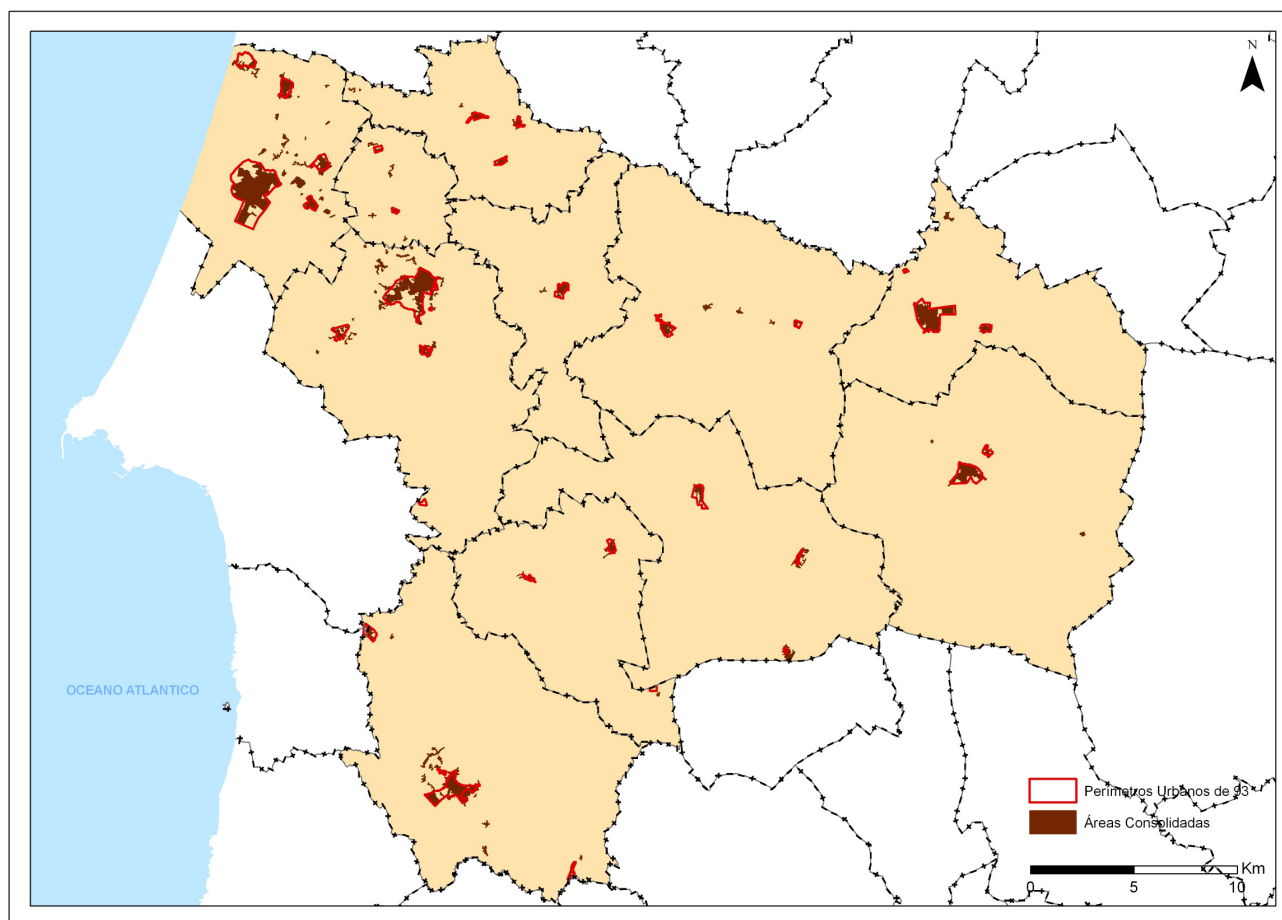 N
OCEANO ATLANTICO
Perímetros Urbanos de 93
Áreas Consolidadas
Km
0 5 10